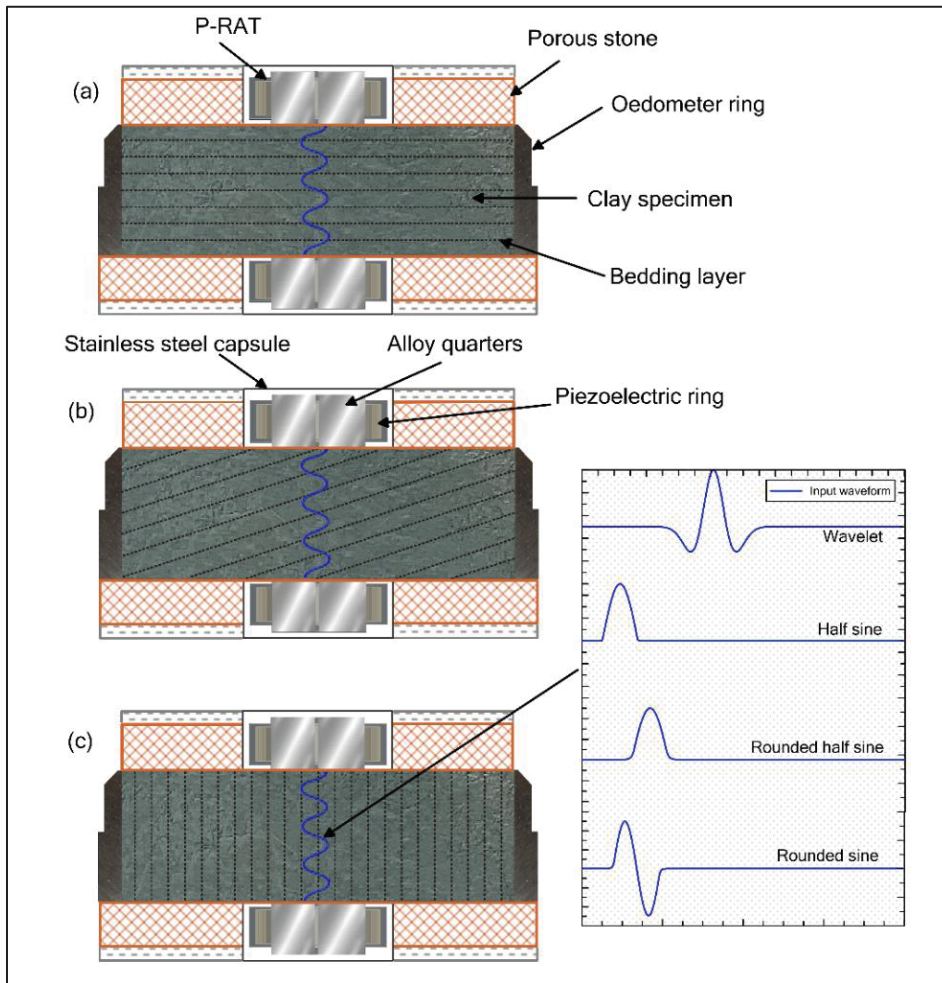 P-RAT
Porous stone
(a)
Oedometer ring
Clay specimen
Bedding layer
Stainless steel capsule
Alloy quarters
(b)
Piezoelectric ring
Input waveform
Wavelet
Half sine
(c)
Rounded half sine
Rounded sine